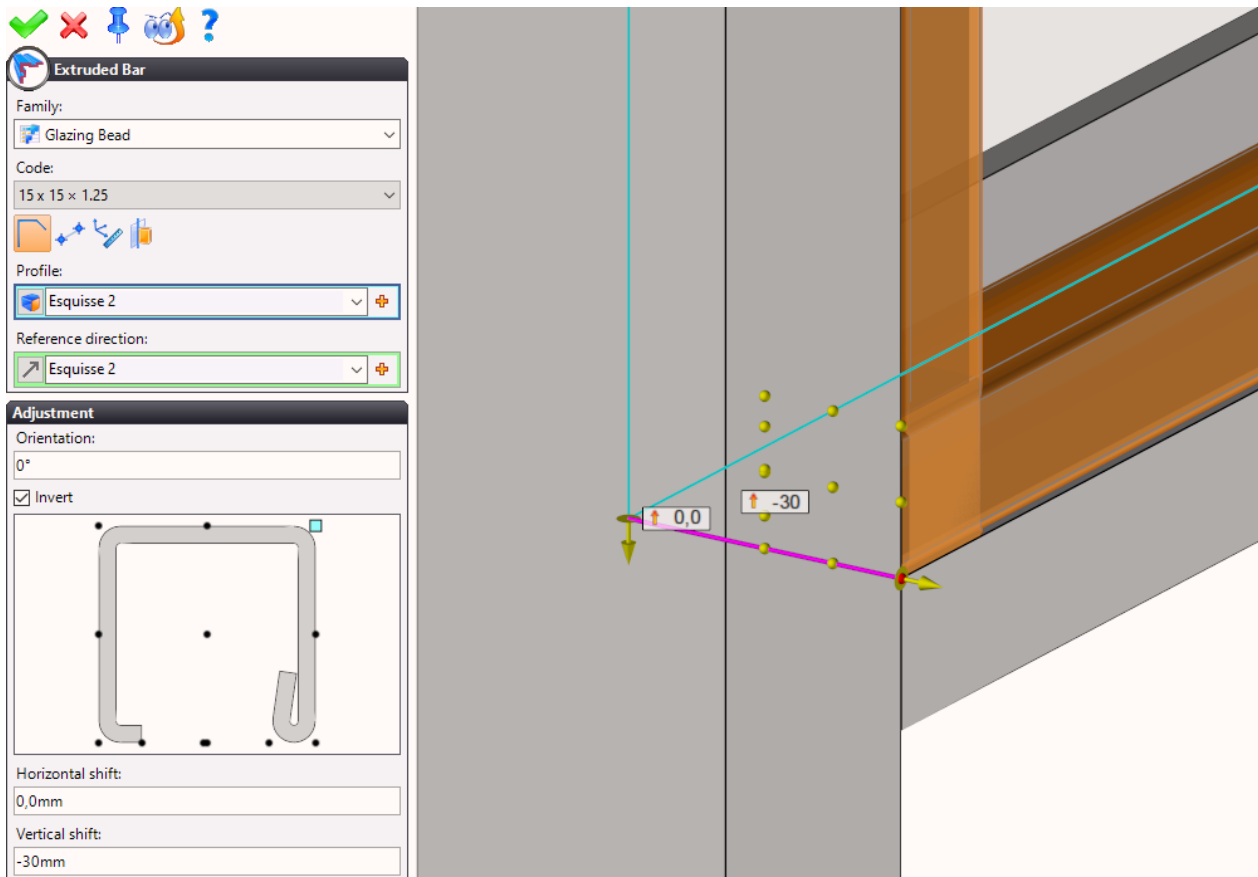 Extruded Bar
Family:
Glazing Bead
Code:
15 x 15 × 1.25
Profile:
Esquisse 2
Reference direction:
Esquisse 2
Adjustment
Orientation:
0°
Invert
Horizontal shift:
0,0mm
Vertical shift:
-30mm
0,0
-30